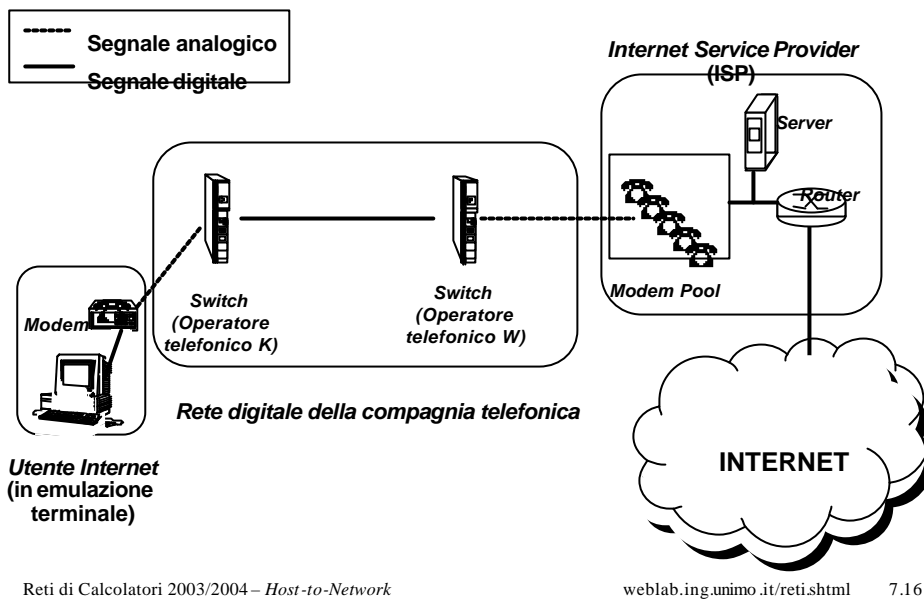 Segnale analogico
Segnale digitale
Internet Service Provider
(ISP)
Server
Router
Modem Pool
Switch
(Operatore
telefonico K)
Switch
(Operatore
telefonico W)
Modem
Rete digitale della compagnia telefonica
Utente Internet
(in emulazione
terminale)
INTERNET
Reti di Calcolatori 2003/2004 – Host-to-Network
weblab.ing.unimo.it/reti.shtml 7.16